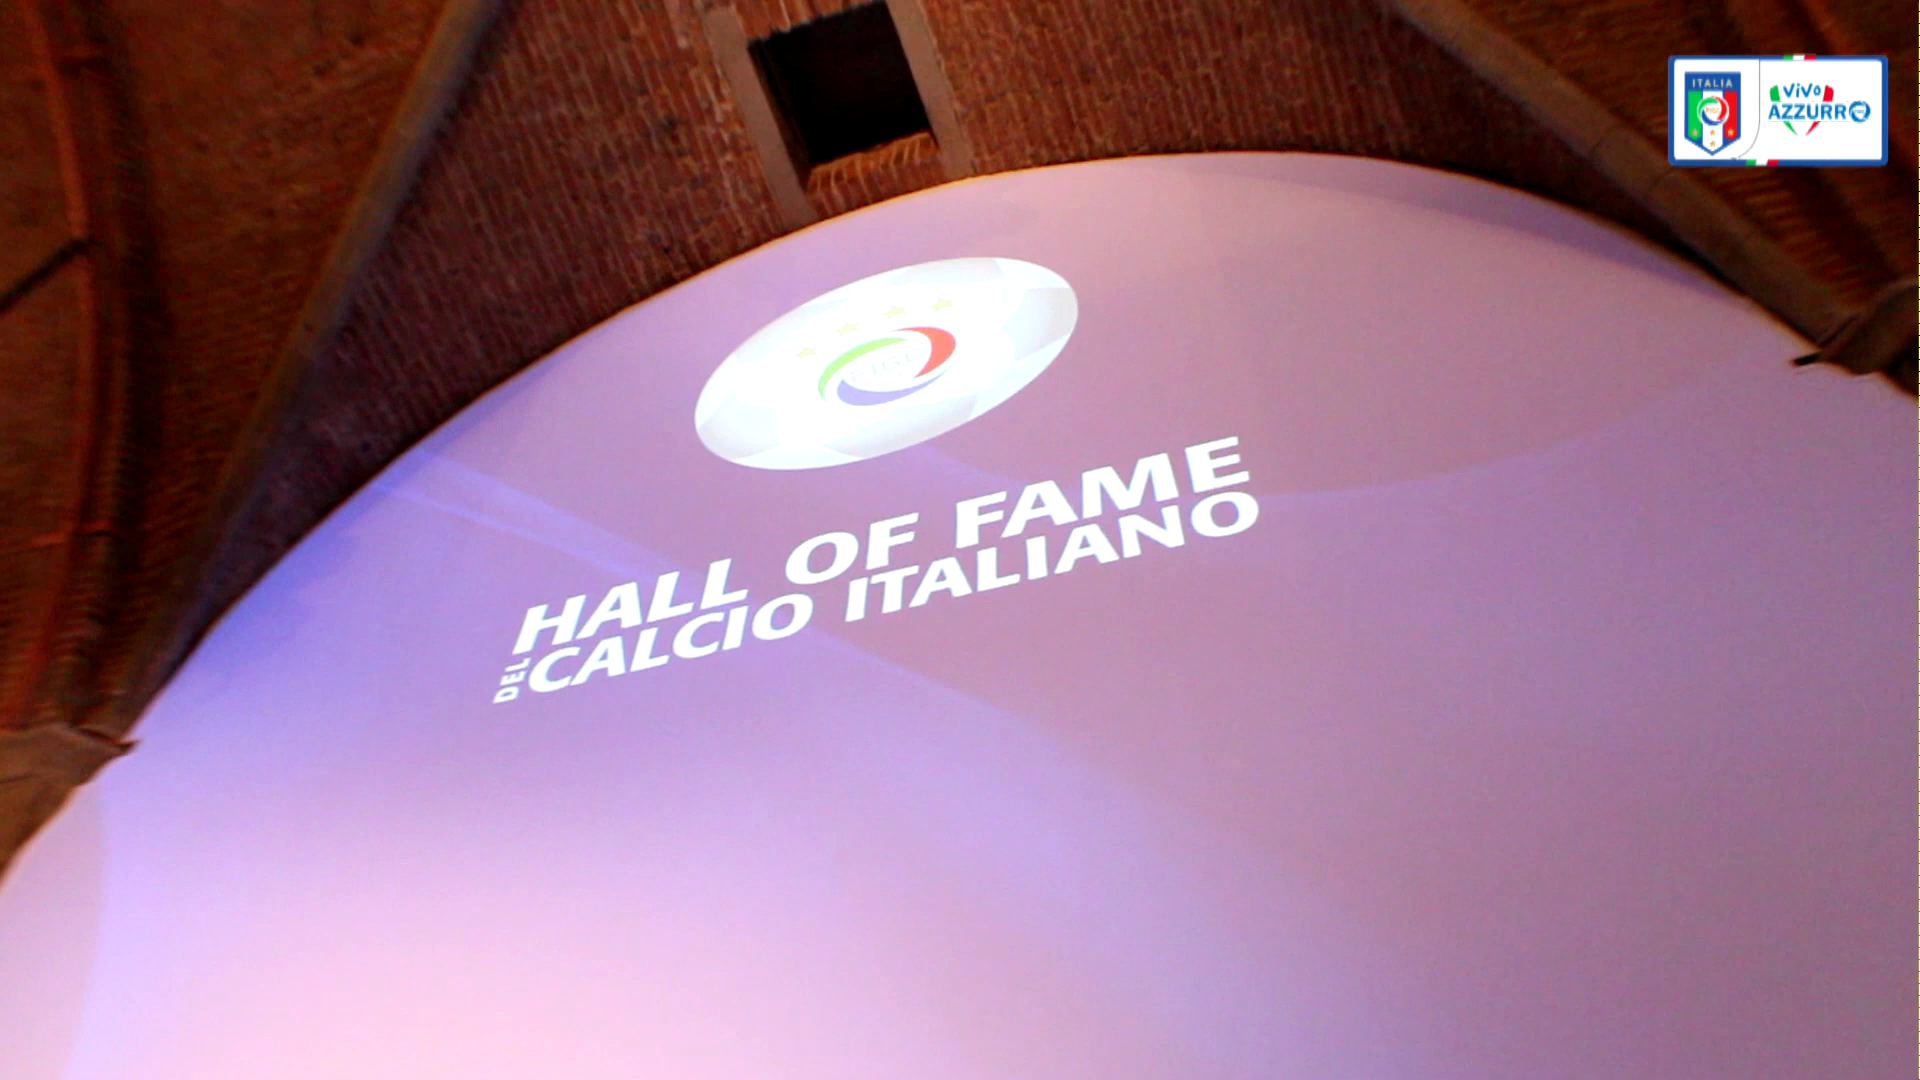 ITALIA
VIVO
AZZURRO
HALL OF FAME
DEL CALCIO ITALIANO